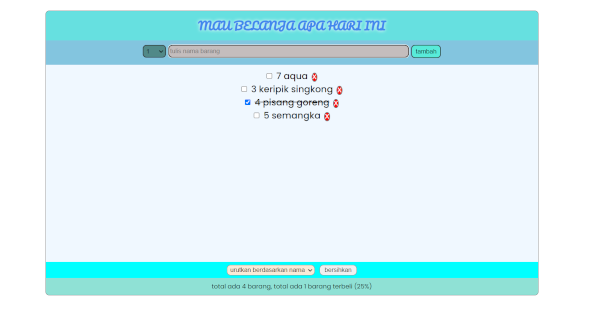 MAU BELANJA APA HARI INI
1 tulis nama barang tambah
7 aqua X
3 keripik singkong X
4 pisang goreng X
5 semangka X
urutkan berdasarkan nama bersihkan
total ada 4 barang, total ada 1 barang terbeli (25%)